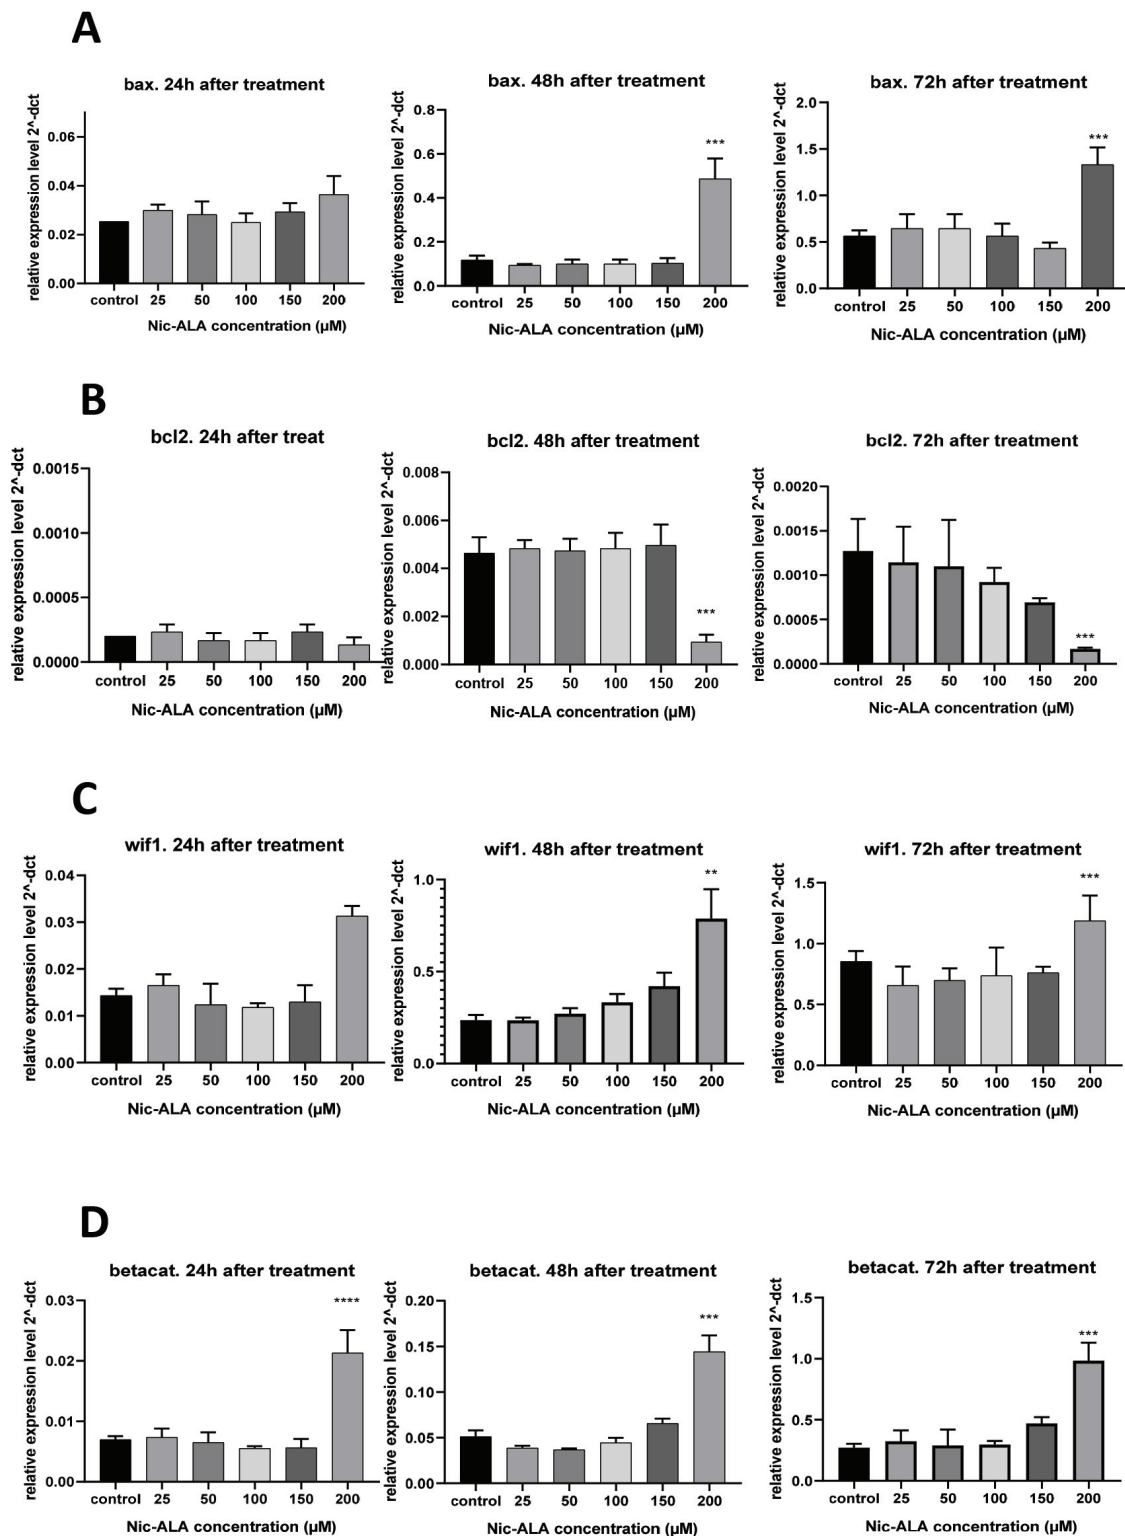 A
bax. 24h after treatment
relative expression level 2^-dct
0.06
0.04
0.02
0.00
control 25 50 100 150 200
Nic-ALA concentration (µM)
bax. 48h after treatment
relative expression level 2^-dct
0.8
0.6
0.4
0.2
0.0
***
control 25 50 100 150 200
Nic-ALA concentration (µM)
bax. 72h after treatment
relative expression level 2^-dct
2.0
1.5
1.0
0.5
0.0
***
control 25 50 100 150 200
Nic-ALA concentration (µM)
B
bcl2. 24h after treat
relative expression level 2^-dct
0.0015
0.0010
0.0005
0.0000
control 25 50 100 150 200
Nic-ALA concentration (µM)
bcl2. 48h after treatment
relative expression level 2^-dct
0.008
0.006
0.004
0.002
0.000
***
control 25 50 100 150 200
Nic-ALA concentration (µM)
bcl2. 72h after treatment
relative expression level 2^-dct
0.0020
0.0015
0.0010
0.0005
0.0000
***
control 25 50 100 150 200
Nic-ALA concentration (µM)
C
wif1. 24h after treatment
relative expression level 2^-dct
0.04
0.03
0.02
0.01
0.00
control 25 50 100 150 200
Nic-ALA concentration (µM)
wif1. 48h after treatment
relative expression level 2^-dct
1.0
0.5
0.0
**
control 25 50 100 150 200
Nic-ALA concentration (µM)
wif1. 72h after treatment
relative expression level 2^-dct
1.5
1.0
0.5
0.0
***
control 25 50 100 150 200
Nic-ALA concentration (µM)
D
betacat. 24h after treatment
relative expression level 2^-dct
0.03
0.02
0.01
0.00
****
control 25 50 100 150 200
Nic-ALA concentration (µM)
betacat. 48h after treatment
relative expression level 2^-dct
0.20
0.15
0.10
0.05
0.00
***
control 25 50 100 150 200
Nic-ALA concentration (µM)
betacat. 72h after treatment
relative expression level 2^-dct
1.5
1.0
0.5
0.0
***
control 25 50 100 150 200
Nic-ALA concentration (µM)